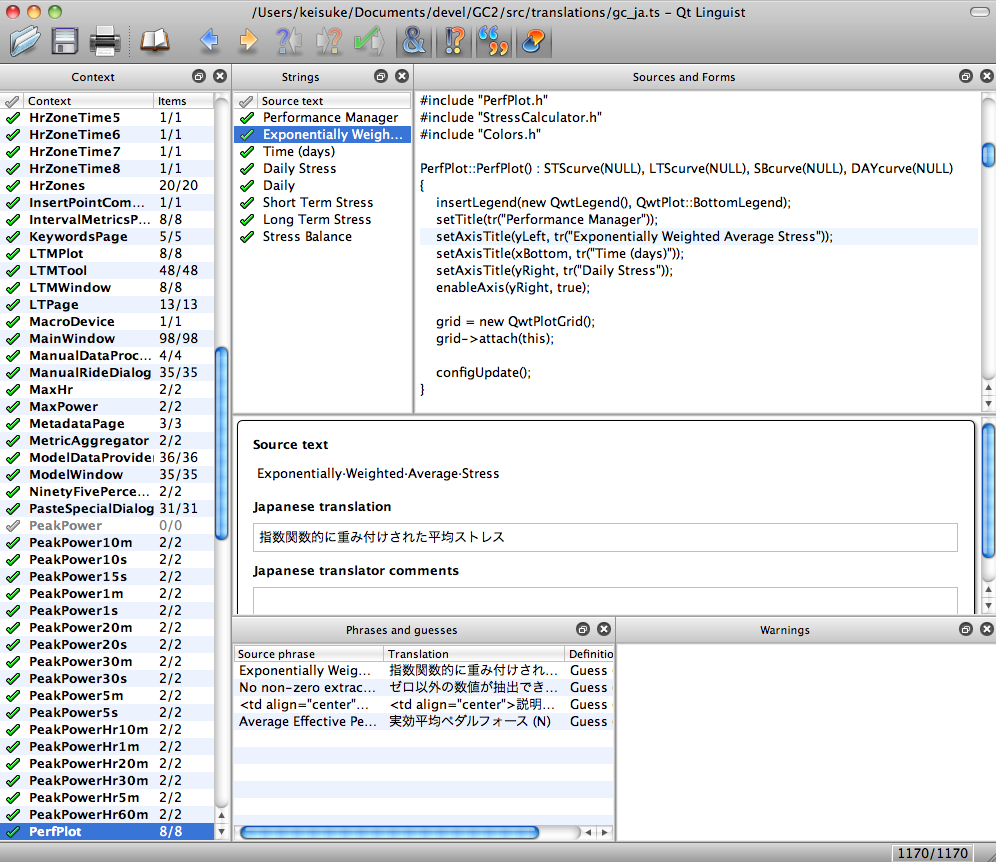 /Users/keisuke/Documents/devel/GC2/src/translations/gc_ja.ts - Qt Linguist
Context
Context Items
HrZoneTime5 1/1
HrZoneTime6 1/1
HrZoneTime7 1/1
HrZoneTime8 1/1
HrZones 20/20
InsertPointCom... 1/1
IntervalMetricsP... 8/8
KeywordsPage 5/5
LTMPlot 8/8
LTMTool 48/48
LTMWindow 8/8
LTPage 13/13
MacroDevice 1/1
MainWindow 98/98
ManualDataProc... 4/4
ManualRideDialog 35/35
MaxHr 2/2
MaxPower 2/2
MetadataPage 3/3
MetricAggregator 2/2
ModelDataProvide 36/36
ModelWindow 35/35
NinetyFivePerce... 2/2
PasteSpecialDialog 31/31
PeakPower 0/0
PeakPower10m 2/2
PeakPower10s 2/2
PeakPower15s 2/2
PeakPower1m 2/2
PeakPower1s 2/2
PeakPower20m 2/2
PeakPower20s 2/2
PeakPower30m 2/2
PeakPower30s 2/2
PeakPower5m 2/2
PeakPower5s 2/2
PeakPowerHr10m 2/2
PeakPowerHr1m 2/2
PeakPowerHr20m 2/2
PeakPowerHr30m 2/2
PeakPowerHr5m 2/2
PeakPowerHr60m 2/2
PerfPlot 8/8
Strings
Source text
Performance Manager
Exponentially Weigh...
Time (days)
Daily Stress
Daily
Short Term Stress
Long Term Stress
Stress Balance
Sources and Forms
#include "PerfPlot.h"
#include "StressCalculator.h"
#include "Colors.h"
PerfPlot::PerfPlot() : STScurve(NULL), LTScurve(NULL), SBcurve(NULL), DAYcurve(NULL)
{
insertLegend(new QwtLegend(), QwtPlot::BottomLegend);
setTitle(tr("Performance Manager"));
setAxisTitle(yLeft, tr("Exponentially Weighted Average Stress"));
setAxisTitle(xBottom, tr("Time (days)"));
setAxisTitle(yRight, tr("Daily Stress"));
enableAxis(yRight, true);
grid = new QwtPlotGrid();
grid->attach(this);
configUpdate();
}
Source text
Exponentially·Weighted·Average·Stress
Japanese translation
指数関数的に重み付けされた平均ストレス
Japanese translator comments
Phrases and guesses
Source phrase Translation Definitio
Exponentially Weig... 指数関数的に重み付けされ... Guess
No non-zero extrac... ゼロ以外の数値が抽出でき... Guess
<td align="center"... <td align="center">説明... Guess
Average Effective Pe... 実効平均ペダルフォース (N) Guess
Warnings
1170/1170